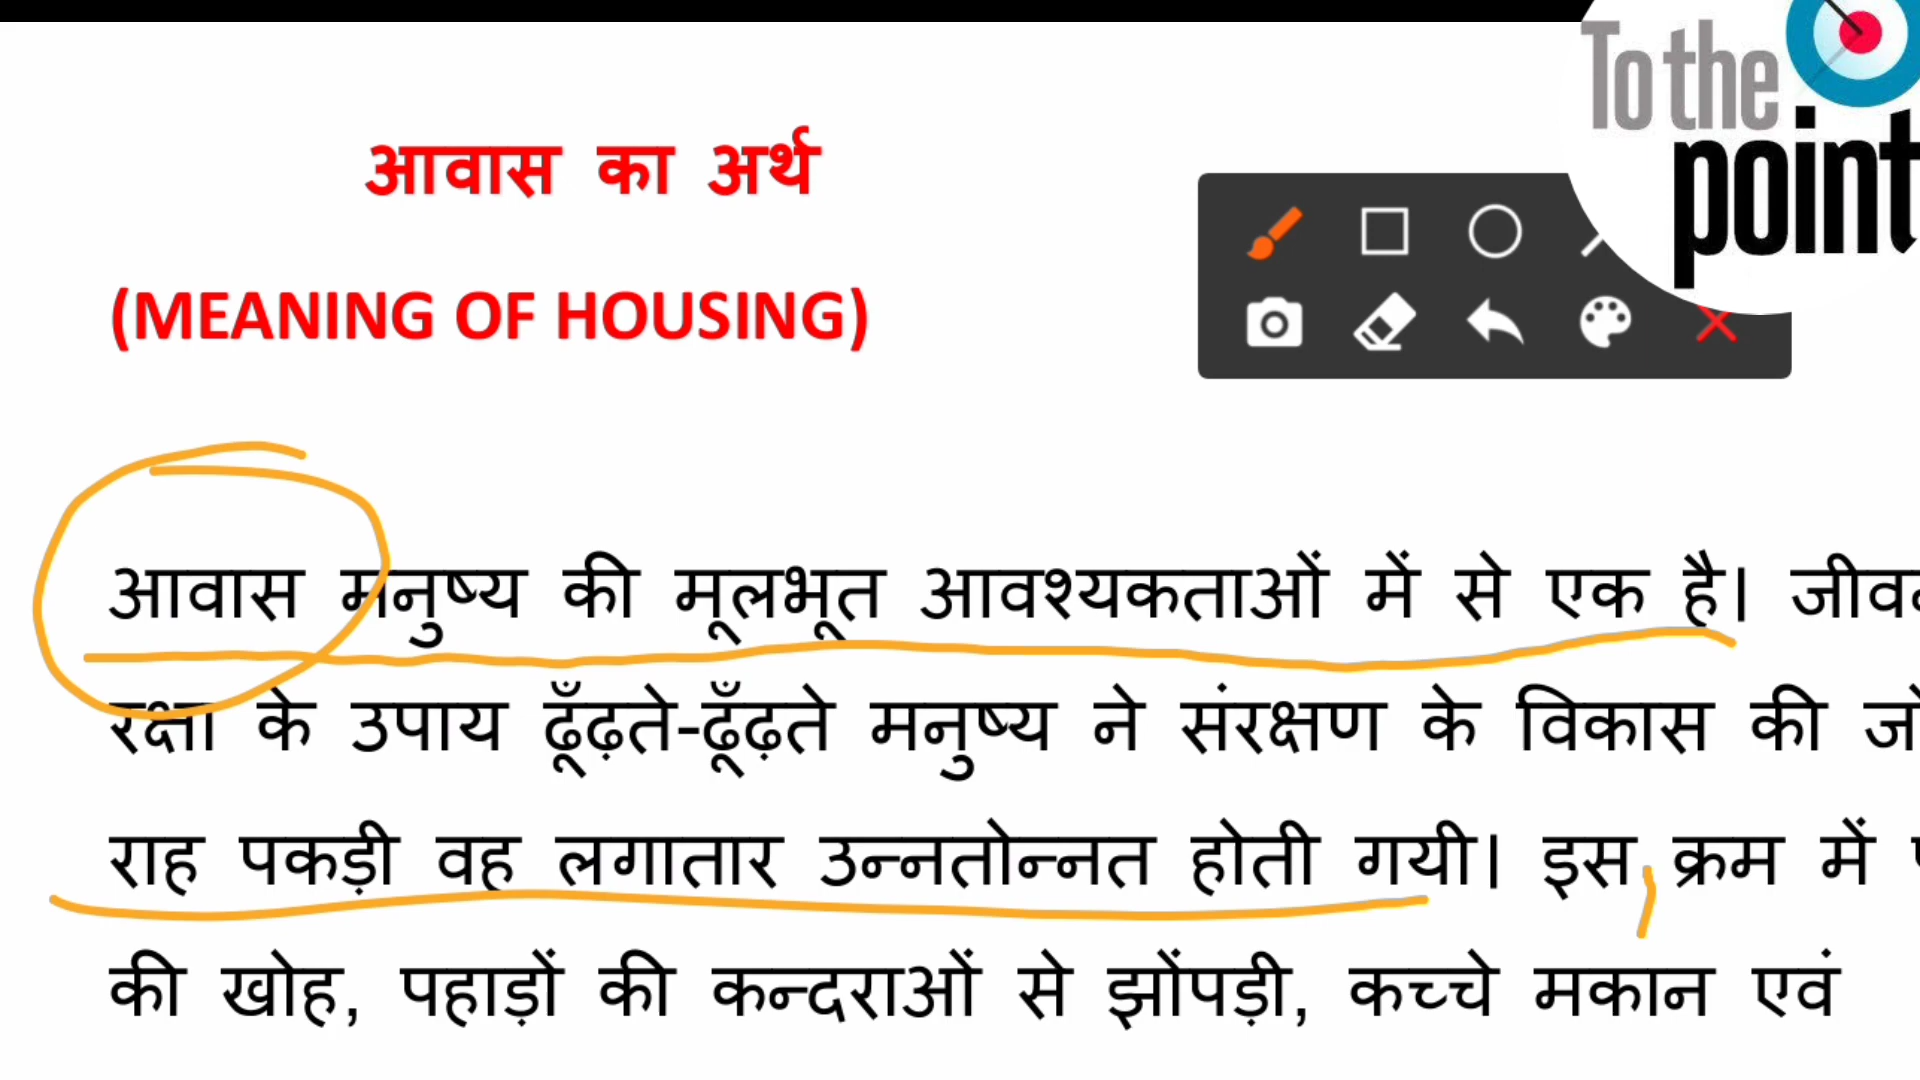 To the
point
आवास का अर्थ
(MEANING OF HOUSING)
आवास मनुष्य की मूलभूत आवश्यकताओं में से एक है।
रक्षा के उपाय ढूँढ़ते-ढूँढ़ते मनुष्य ने संरक्षण के विकास की
राह पकड़ी वह लगातार उन्नतोन्नत होती गयी। इस क्रम में
की खोह, पहाड़ों की कन्दराओं से झोंपड़ी, कच्चे मकान एवं